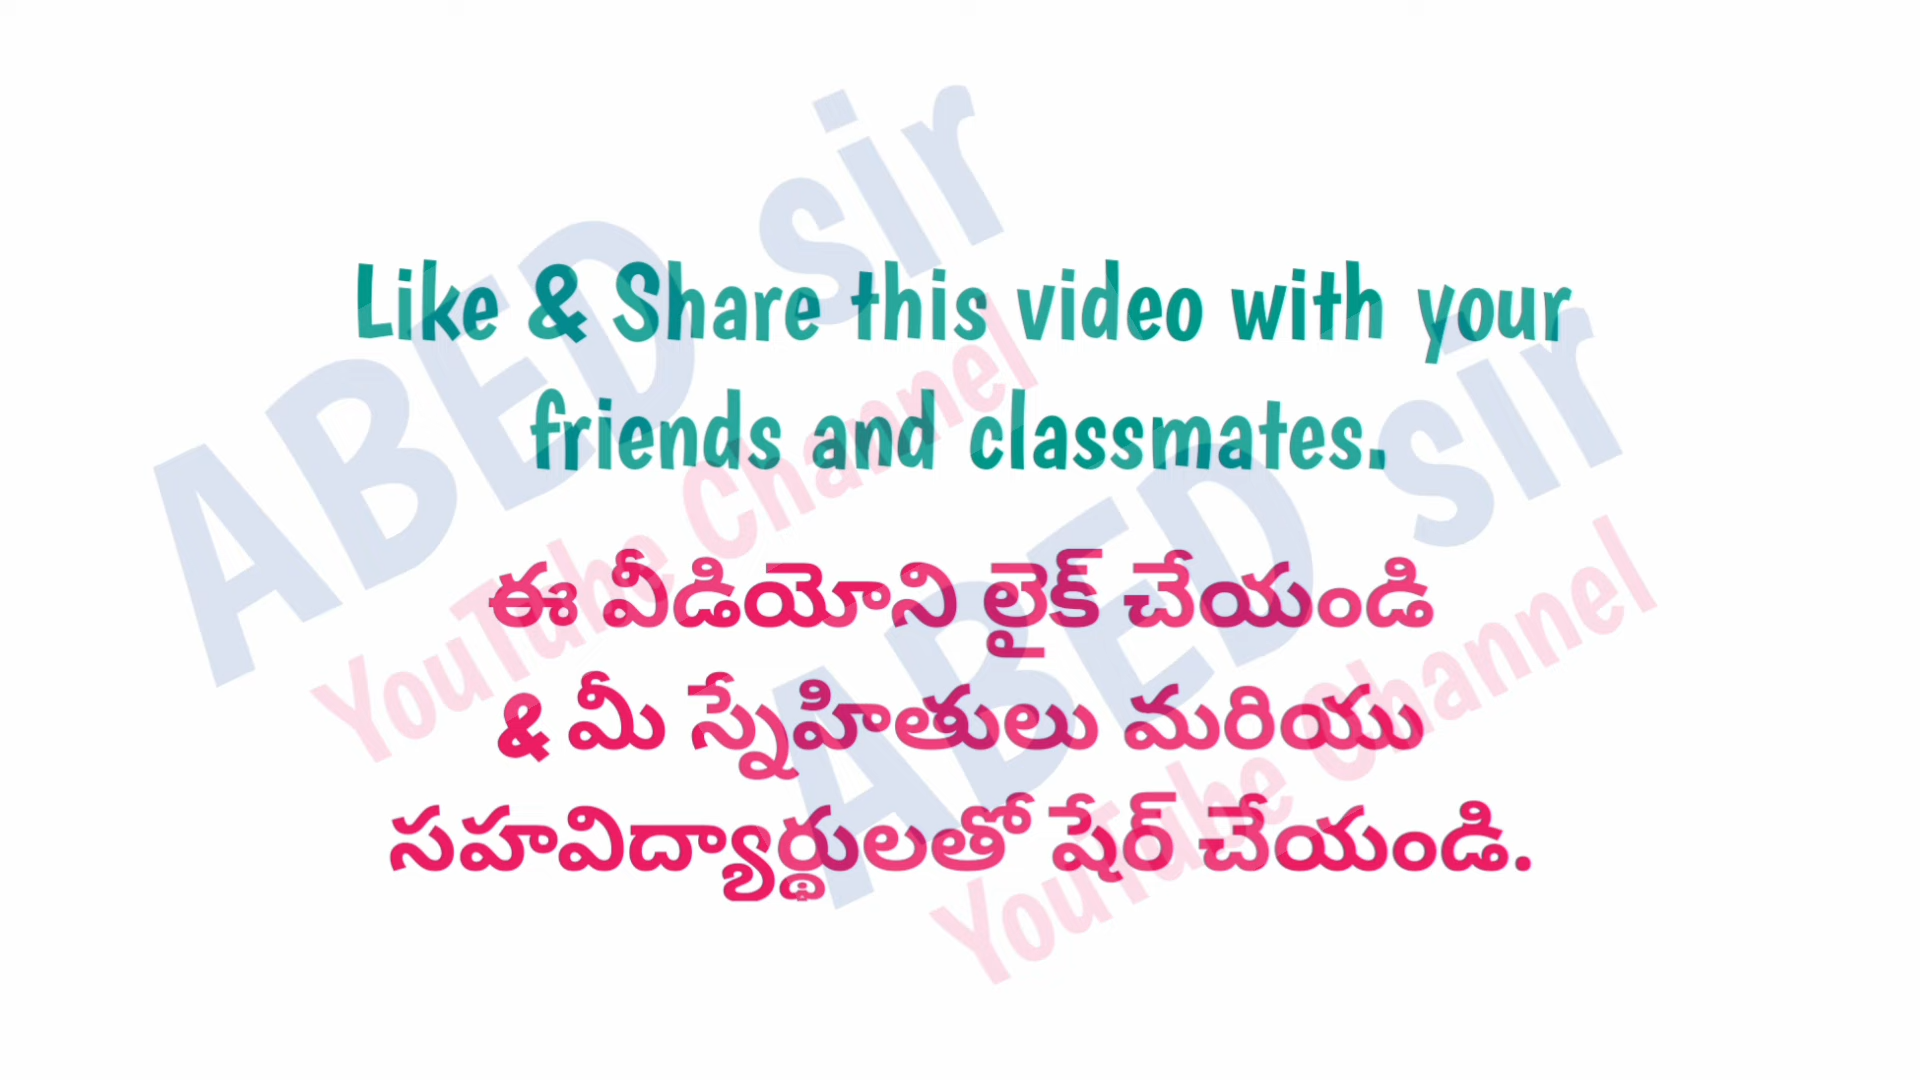 Like & Share this video with your
friends and classmates.
ఈ వీడియోని లైక్ చేయండి
& మీ స్నేహితులు మరియు
సహవిద్యార్థులతో షేర్ చేయండి.
ABED sir
YouTube Channel
ABED sir
YouTube Channel